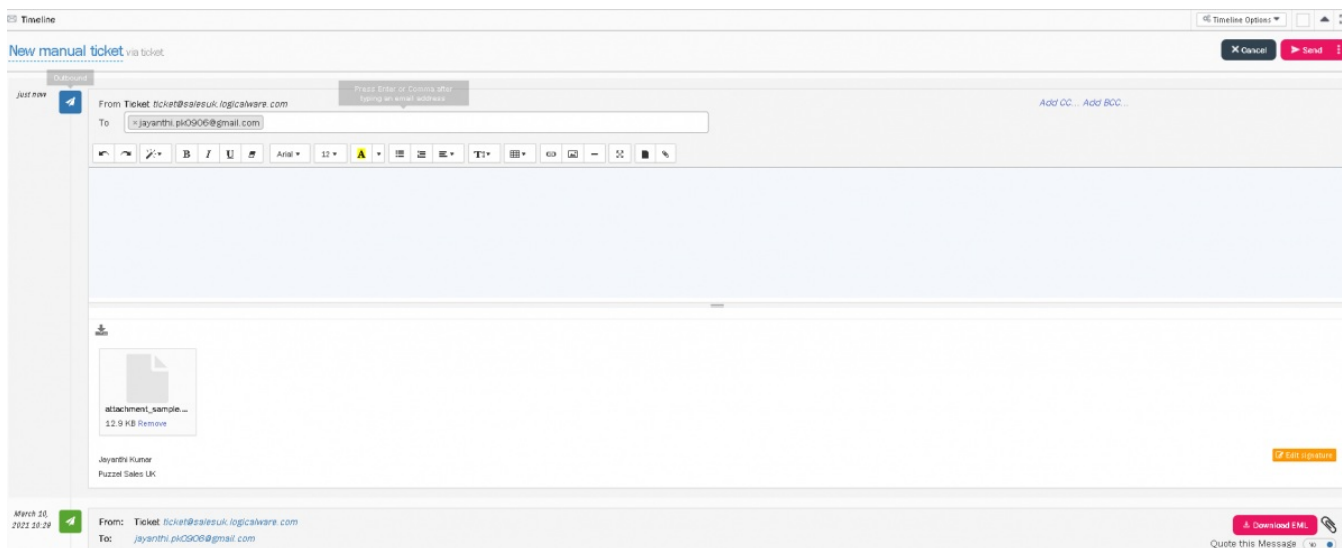 Timeline
Timeline Options
New manual ticket via ticket
Cancel
Send
Outbound
just now
Press Enter or Comma after
typing an email address
From Ticket ticket@salesuk.logicalware.com
Add CC... Add BCC...
To
×jayanthi.pk0906@gmail.com
B I U Arial 12 A
attachment_sample....
12.9 KB Remove
Jayanthi Kumar
Puzzel Sales UK
Edit signature
March 10,
2021 10:29
From: Ticket ticket@salesuk.logicalware.com
Download EML
To: jayanthi.pk0906@gmail.com
Quote this Message